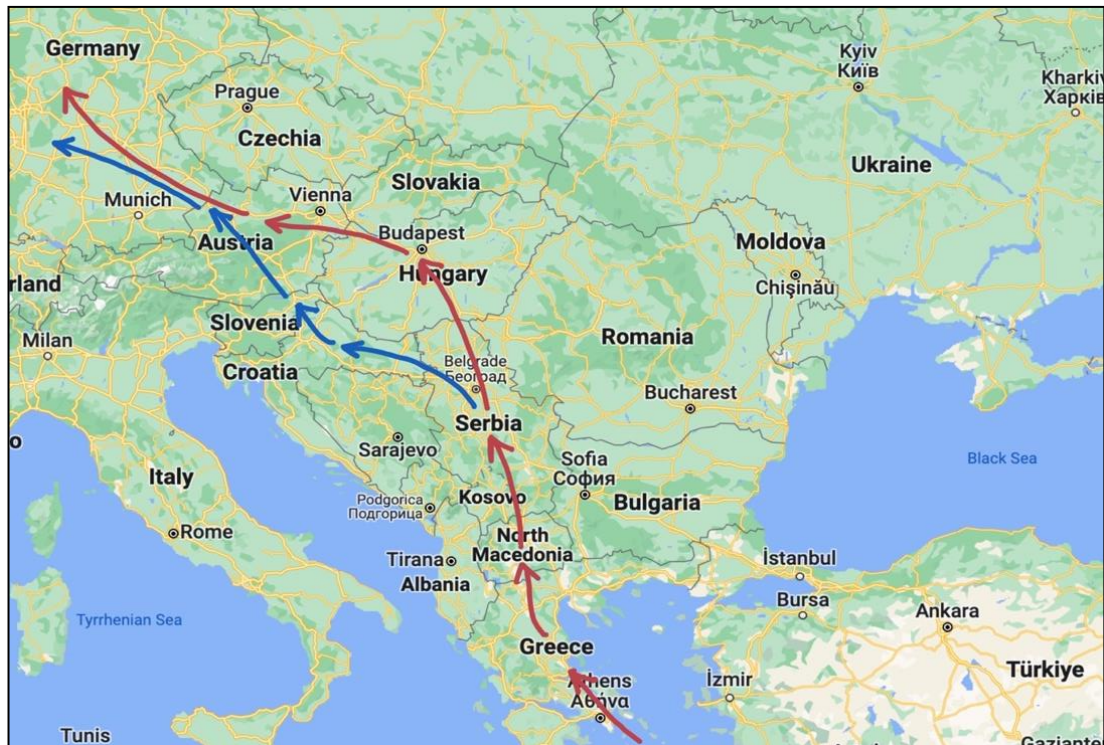 Germany
Kyiv
Київ
Kharkiv
Харків
Prague
Czechia
Ukraine
Slovakia
Munich
Vienna
Budapest
Austria
Moldova
Hungary
rland
Chișinău
Slovenia
Milan
Romania
Croatia
Belgrade
Београд
Bucharest
Serbia
o
Sarajevo
Sofia
София
Black Sea
Italy
Podgorica
Подгорица
Kosovo
Bulgaria
Rome
North
Macedonia
Tirana
İstanbul
Albania
Bursa
Ankara
Tyrrhenian Sea
Greece
Türkiye
Athens
Αθήνα
İzmir
Tunis
Gaziante